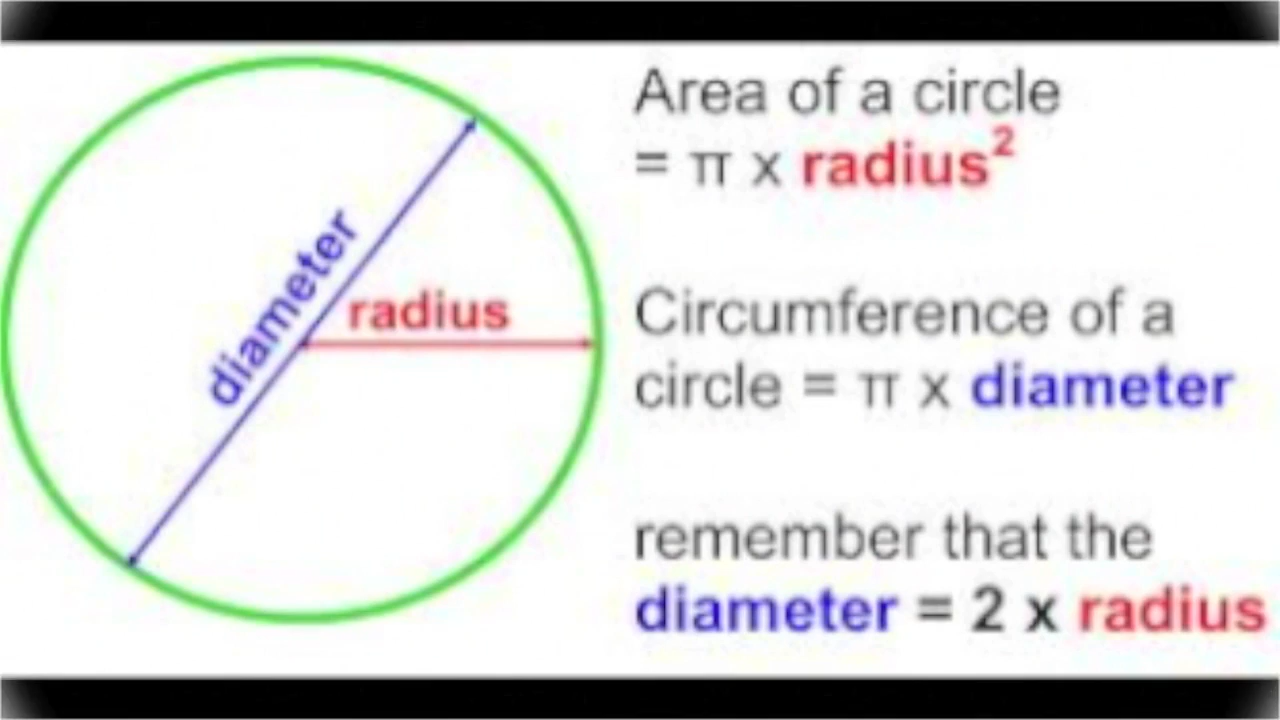 diameter
radius
Area of a circle
= π x radius²
Circumference of a
circle = π x diameter
remember that the
diameter = 2 x radius